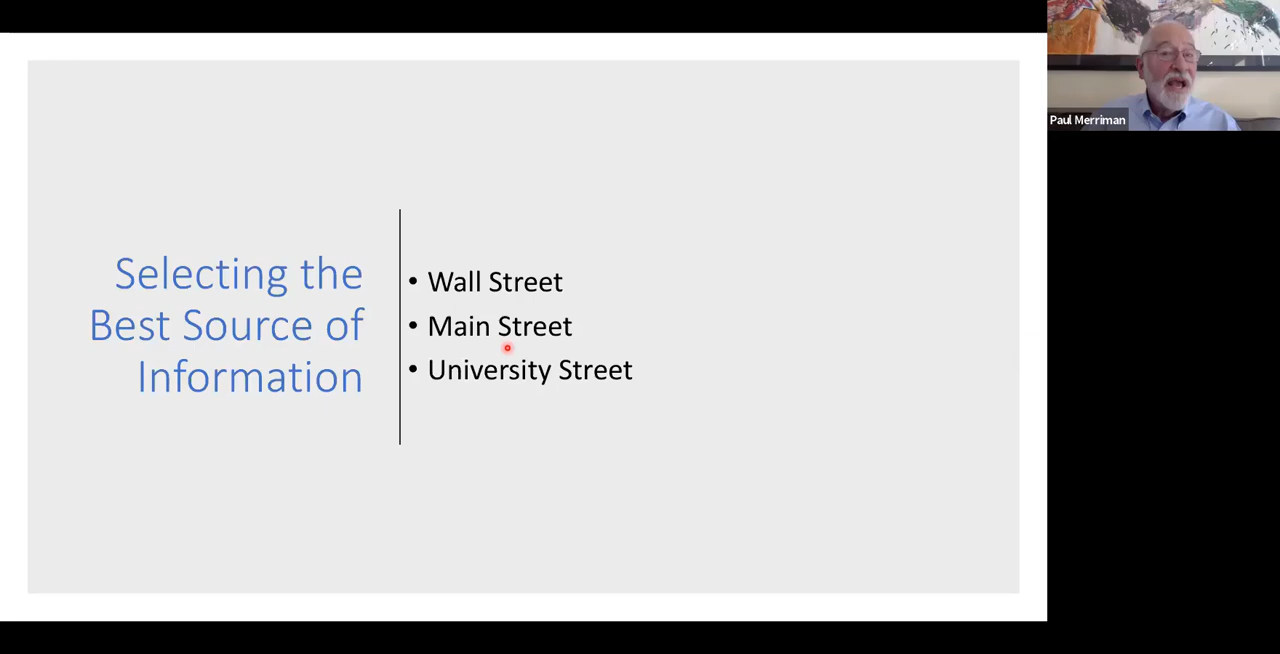 Selecting the
Best Source of
Information
• Wall Street
• Main Street
• University Street
Paul Merriman